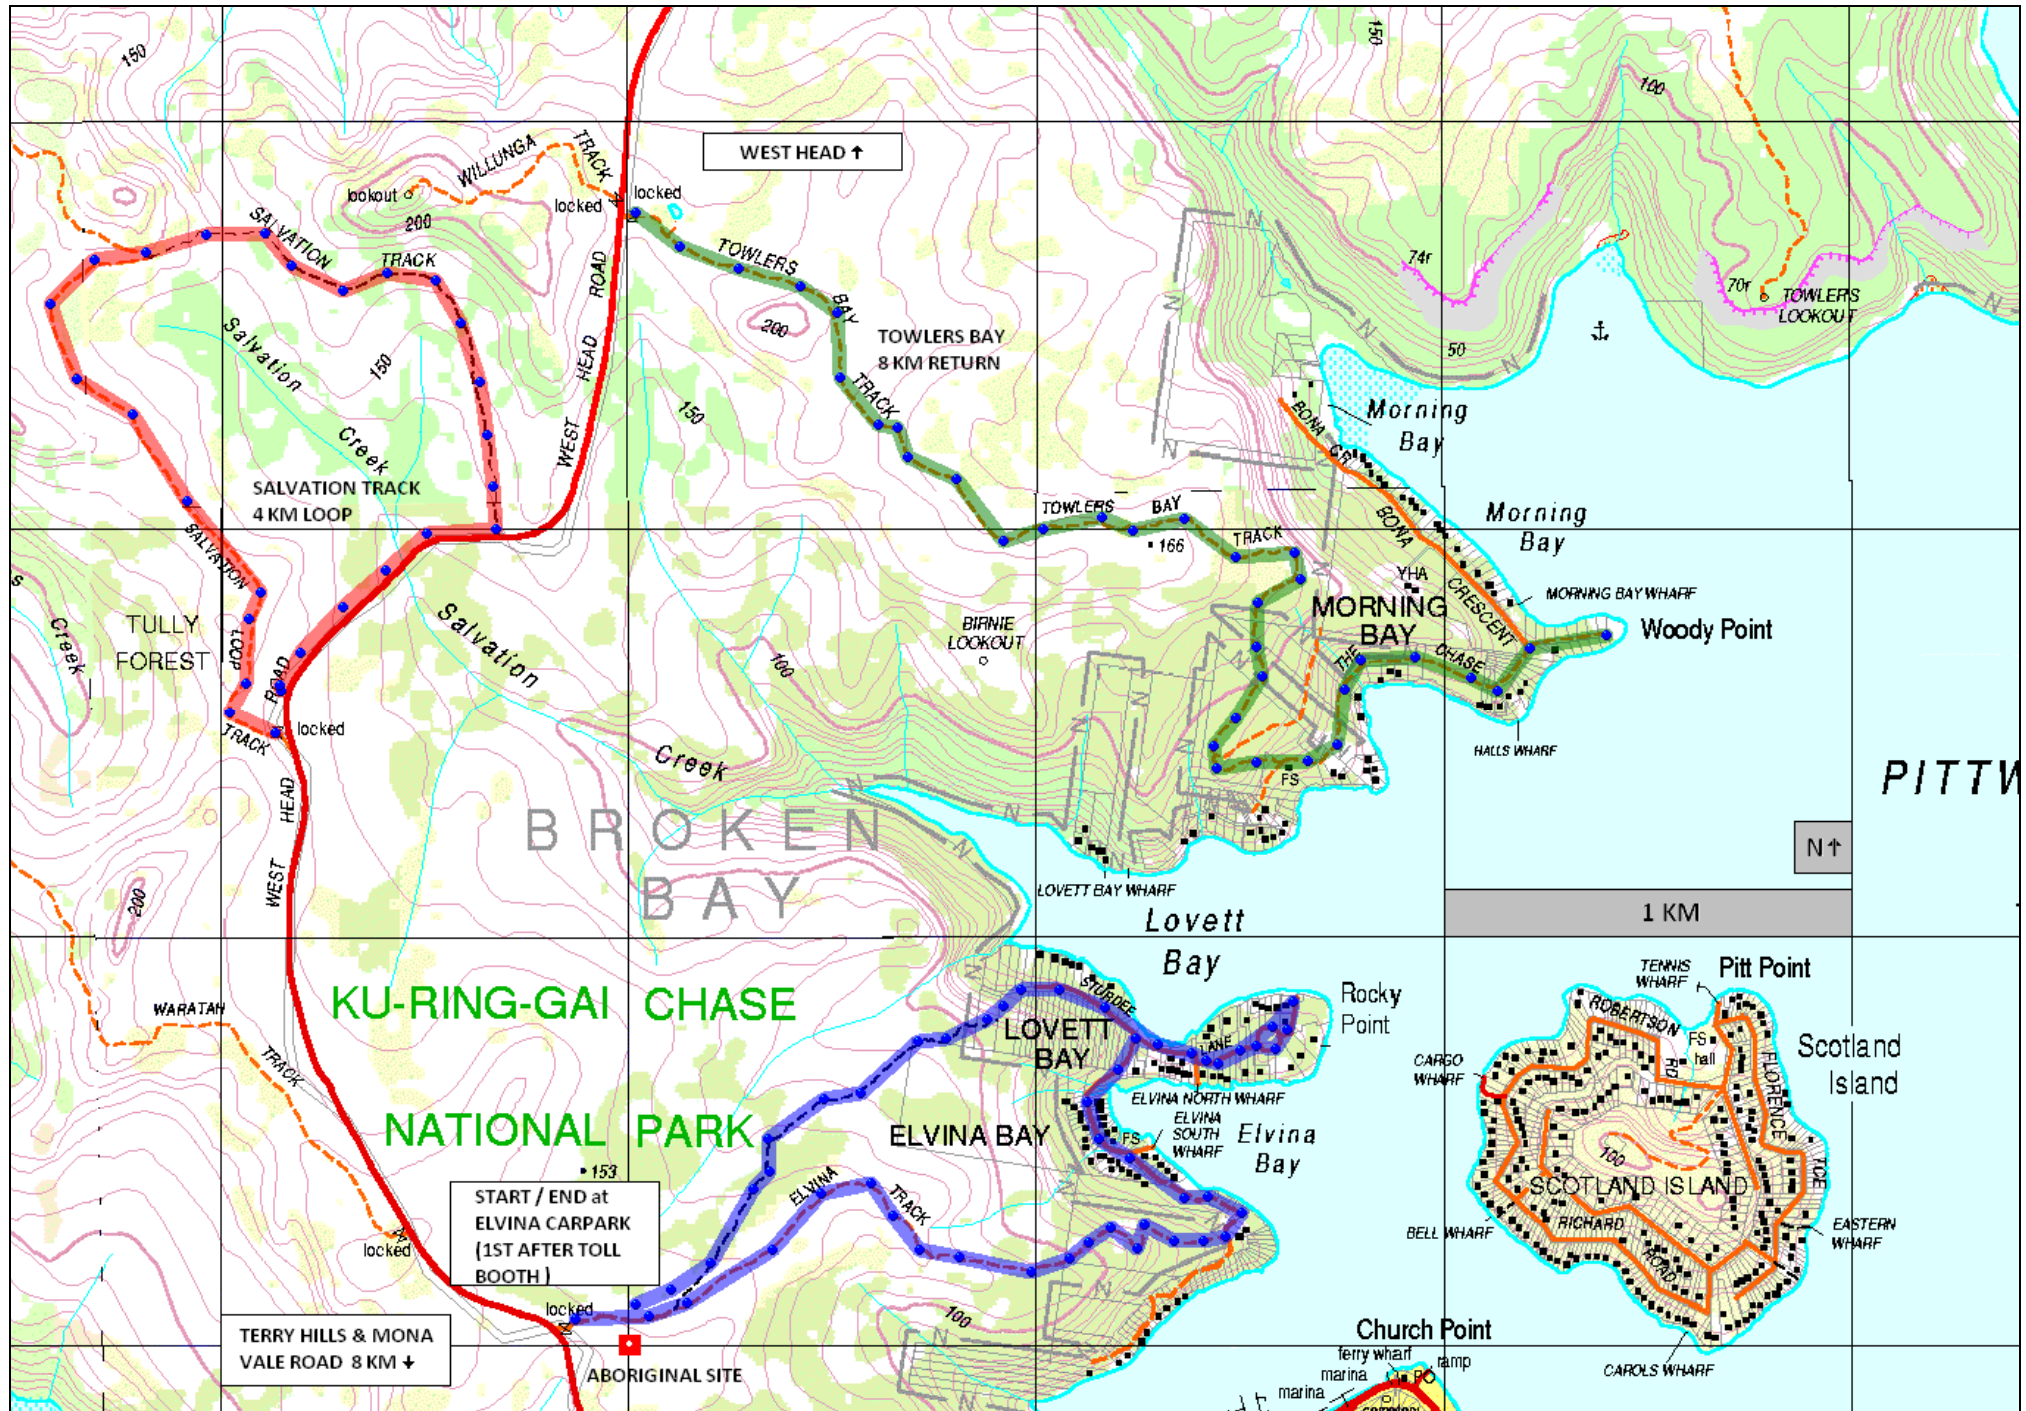 150
150
100
WILLUNGA
TRACK
WEST HEAD ↑
lookout
locked
locked
200
SALVATION
TRACK
TOWLERS
BAY
TRACK
74f
70f
TOWLERS
LOOKOUT
ROAD
HEAD
WEST
200
TOWLERS BAY
8 KM RETURN
50
Salvation
Creek
150
150
Morning
Bay
BONA
CR
SALVATION TRACK
4 KM LOOP
TOWLERS
BAY
TRACK
166
BONA
CRESCENT
Morning
Bay
SALVATION
LOOP
TRACK
YHA
MORNING BAY WHARF
s
Creek
TULLY
FOREST
Salvation
Creek
BIRNIE
LOOKOUT
MORNING
BAY
Woody Point
100
THE
CHASE
ROAD
locked
HALLS WHARF
FS
PITTW
HEAD
WEST
BROKEN
BAY
N↑
200
LOVETT BAY WHARF
Lovett
Bay
1 KM
TENNIS
WHARF
Pitt Point
KU-RING-GAI CHASE
NATIONAL PARK
WARATAH
TRACK
STURDEE
LANE
LOVETT
BAY
Rocky
Point
ROBERTSON
RD
FS
hall
Scotland
Island
CARGO
WHARF
FLORENCE
TCE
ELVINA NORTH WHARF
ELVINA
SOUTH
WHARF
FS
Elvina
Bay
ELVINA BAY
153
100
SCOTLAND ISLAND
ELVINA
TRACK
START / END at
ELVINA CARPARK
(1ST AFTER TOLL
BOOTH )
BELL WHARF
RICHARD
ROAD
EASTERN
WHARF
locked
locked
100
TERRY HILLS & MONA
VALE ROAD 8 KM ↓
ABORIGINAL SITE
Church Point
ferry wharf
ramp
marina
marina
PO
CAROLS WHARF